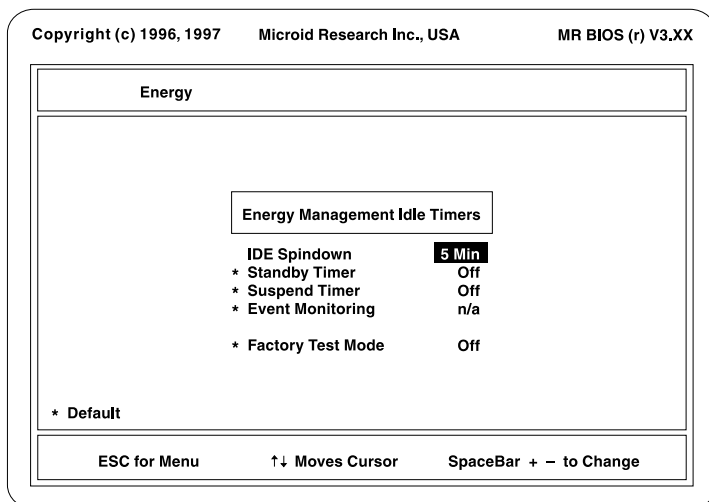 Copyright (c) 1996, 1997 Microid Research Inc., USA MR BIOS (r) V3.XX
Energy
Energy Management Idle Timers
IDE Spindown 5 Min
* Standby Timer Off
* Suspend Timer Off
* Event Monitoring n/a
* Factory Test Mode Off
* Default
ESC for Menu ↑↓ Moves Cursor SpaceBar + – to Change